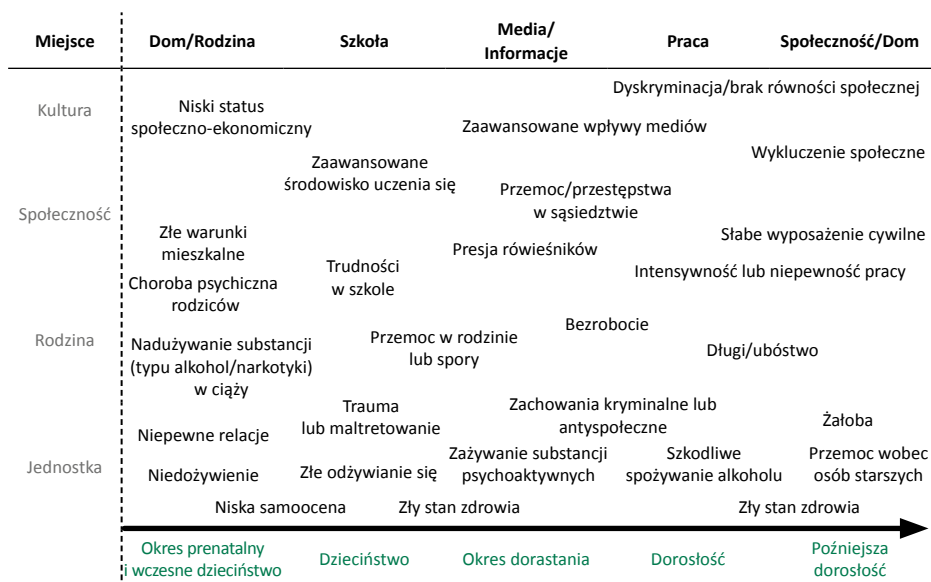 Miejsce
Dom/Rodzina
Szkoła
Media/
Informacje
Praca
Społeczność/Dom
Kultura
Dyskryminacja/brak równości społecznej
Niski status
społeczno-ekonomiczny
Zaawansowane wpływy mediów
Wykluczenie społeczne
Zaawansowane
środowisko uczenia się
Przemoc/przestępstwa
w sąsiedztwie
Społeczność
Złe warunki
mieszkalne
Presja rówieśników
Słabe wyposażenie cywilne
Trudności
w szkole
Intensywność lub niepewność pracy
Choroba psychiczna
rodziców
Rodzina
Bezrobocie
Nadużywanie substancji
(typu alkohol/narkotyki)
w ciąży
Przemoc w rodzinie
lub spory
Długi/ubóstwo
Trauma
lub maltretowanie
Zachowania kryminalne lub
antyspołeczne
Żałoba
Niepewne relacje
Jednostka
Niedożywienie
Złe odżywianie się
Zażywanie substancji
psychoaktywnych
Szkodliwe
spożywanie alkoholu
Przemoc wobec
osób starszych
Niska samoocena
Zły stan zdrowia
Zły stan zdrowia
Okres prenatalny
i wczesne dzieciństwo
Dzieciństwo
Okres dorastania
Dorosłość
Poźniejsza
dorosłość